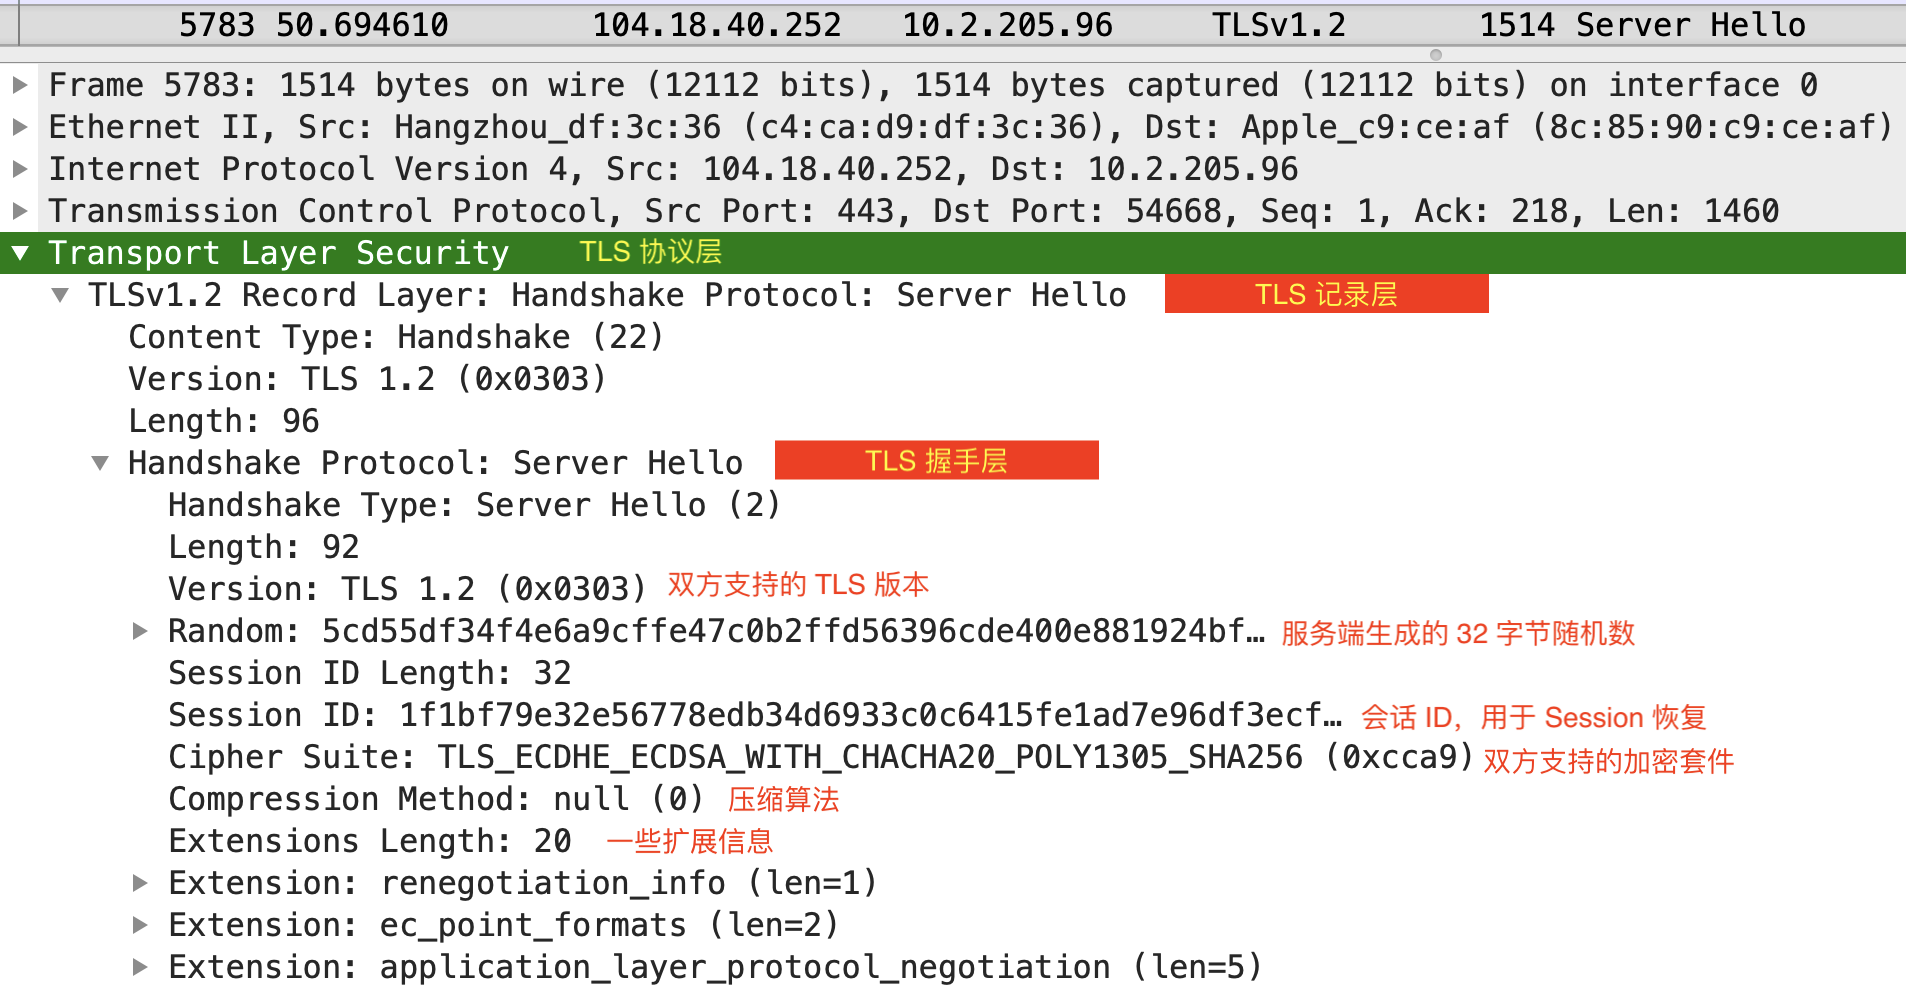 5783 50.694610 104.18.40.252 10.2.205.96 TLSv1.2 1514 Server Hello
Frame 5783: 1514 bytes on wire (12112 bits), 1514 bytes captured (12112 bits) on interface 0
Ethernet II, Src: Hangzhou_df:3c:36 (c4:ca:d9:df:3c:36), Dst: Apple_c9:ce:af (8c:85:90:c9:ce:af)
Internet Protocol Version 4, Src: 104.18.40.252, Dst: 10.2.205.96
Transmission Control Protocol, Src Port: 443, Dst Port: 54668, Seq: 1, Ack: 218, Len: 1460
Transport Layer Security TLS 协议层
TLSv1.2 Record Layer: Handshake Protocol: Server Hello TLS 记录层
Content Type: Handshake (22)
Version: TLS 1.2 (0x0303)
Length: 96
Handshake Protocol: Server Hello TLS 握手层
Handshake Type: Server Hello (2)
Length: 92
Version: TLS 1.2 (0x0303) 双方支持的 TLS 版本
Random: 5cd55df34f4e6a9cffe47c0b2ffd56396cde400e881924bf… 服务端生成的 32 字节随机数
Session ID Length: 32
Session ID: 1f1bf79e32e56778edb34d6933c0c6415fe1ad7e96df3ecf… 会话 ID，用于 Session 恢复
Cipher Suite: TLS_ECDHE_ECDSA_WITH_CHACHA20_POLY1305_SHA256 (0xcca9) 双方支持的加密套件
Compression Method: null (0) 压缩算法
Extensions Length: 20 一些扩展信息
Extension: renegotiation_info (len=1)
Extension: ec_point_formats (len=2)
Extension: application_layer_protocol_negotiation (len=5)